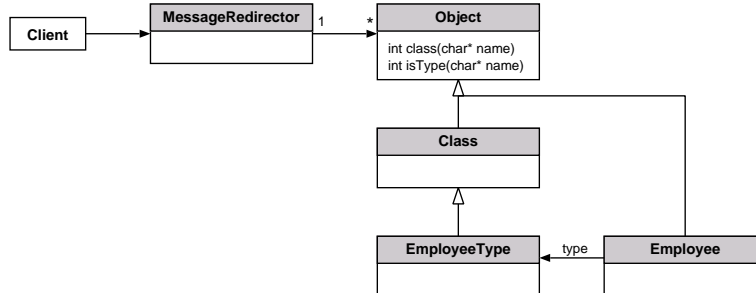 MessageRedirector
Object
Client
1
*
int class(char* name)
int isType(char* name)
Class
EmployeeType
type
Employee